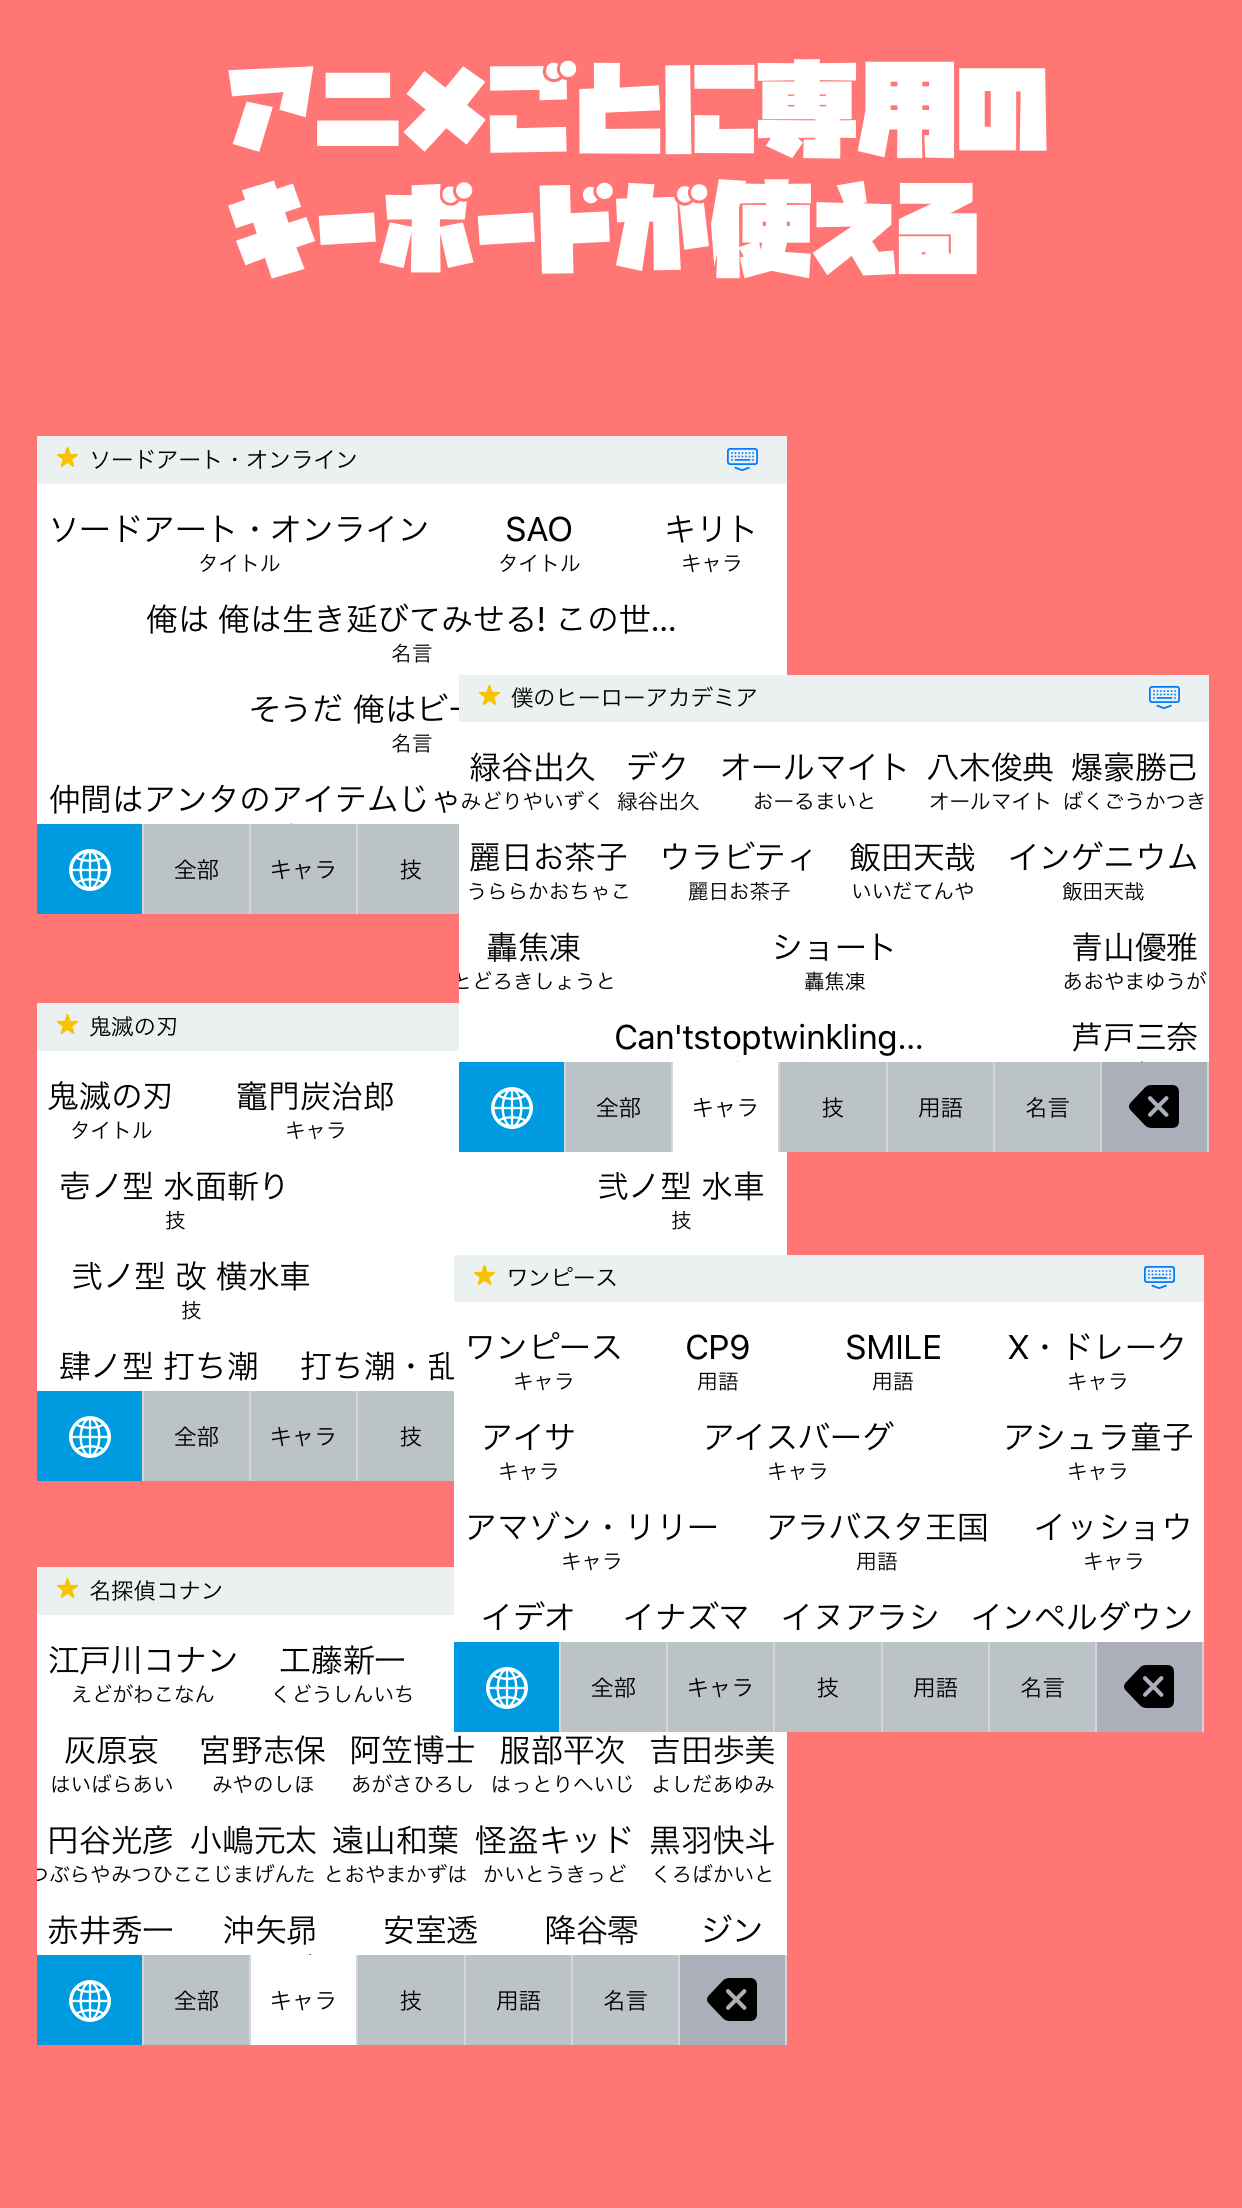 アニメごとに専用の
キーボードが使える
ソードアート・オンライン
ソードアート・オンライン SAO キリト
タイトル タイトル キャラ
俺は 俺は生き延びてみせる! この世...
名言
そうだ 俺はビー
名言
仲間はアンタのアイテムじゃ
全部 キャラ 技
僕のヒーローアカデミア
緑谷出久 デク オールマイト 八木俊典 爆豪勝己
みどりやいずく 緑谷出久 おーるまいと オールマイト ばくごうかつき
麗日お茶子 ウラビティ 飯田天哉 インゲニウム
うららかおちゃこ 麗日お茶子 いいだてんや 飯田天哉
轟焦凍 ショート 青山優雅
とどろきしょうと 轟焦凍 あおやまゆうが
Can'tstoptwinkling... 芦戸三奈
全部 キャラ 技 用語 名言
鬼滅の刃
鬼滅の刃 竈門炭治郎
タイトル キャラ
壱ノ型 水面斬り 弐ノ型 水車
技 技
弐ノ型 改 横水車
技
肆ノ型 打ち潮 打ち潮・乱
全部 キャラ 技
ワンピース
ワンピース CP9 SMILE X・ドレーク
キャラ 用語 用語 キャラ
アイサ アイスバーグ アシュラ童子
キャラ キャラ キャラ
アマゾン・リリー アラバスタ王国 イッショウ
キャラ 用語 キャラ
イデオ イナズマ イヌアラシ インペルダウン
全部 キャラ 技 用語 名言
名探偵コナン
江戸川コナン 工藤新一
えどがわこなん くどうしんいち
灰原哀 宮野志保 阿笠博士 服部平次 吉田歩美
はいばらあい みやのしほ あがさひろし はっとりへいじ よしだあゆみ
円谷光彦 小嶋元太 遠山和葉 怪盗キッド 黒羽快斗
つぶらやみつひこ こじまげんた とおやまかずは かいとうきっど くろばかいと
赤井秀一 沖矢昴 安室透 降谷零 ジン
全部 キャラ 技 用語 名言